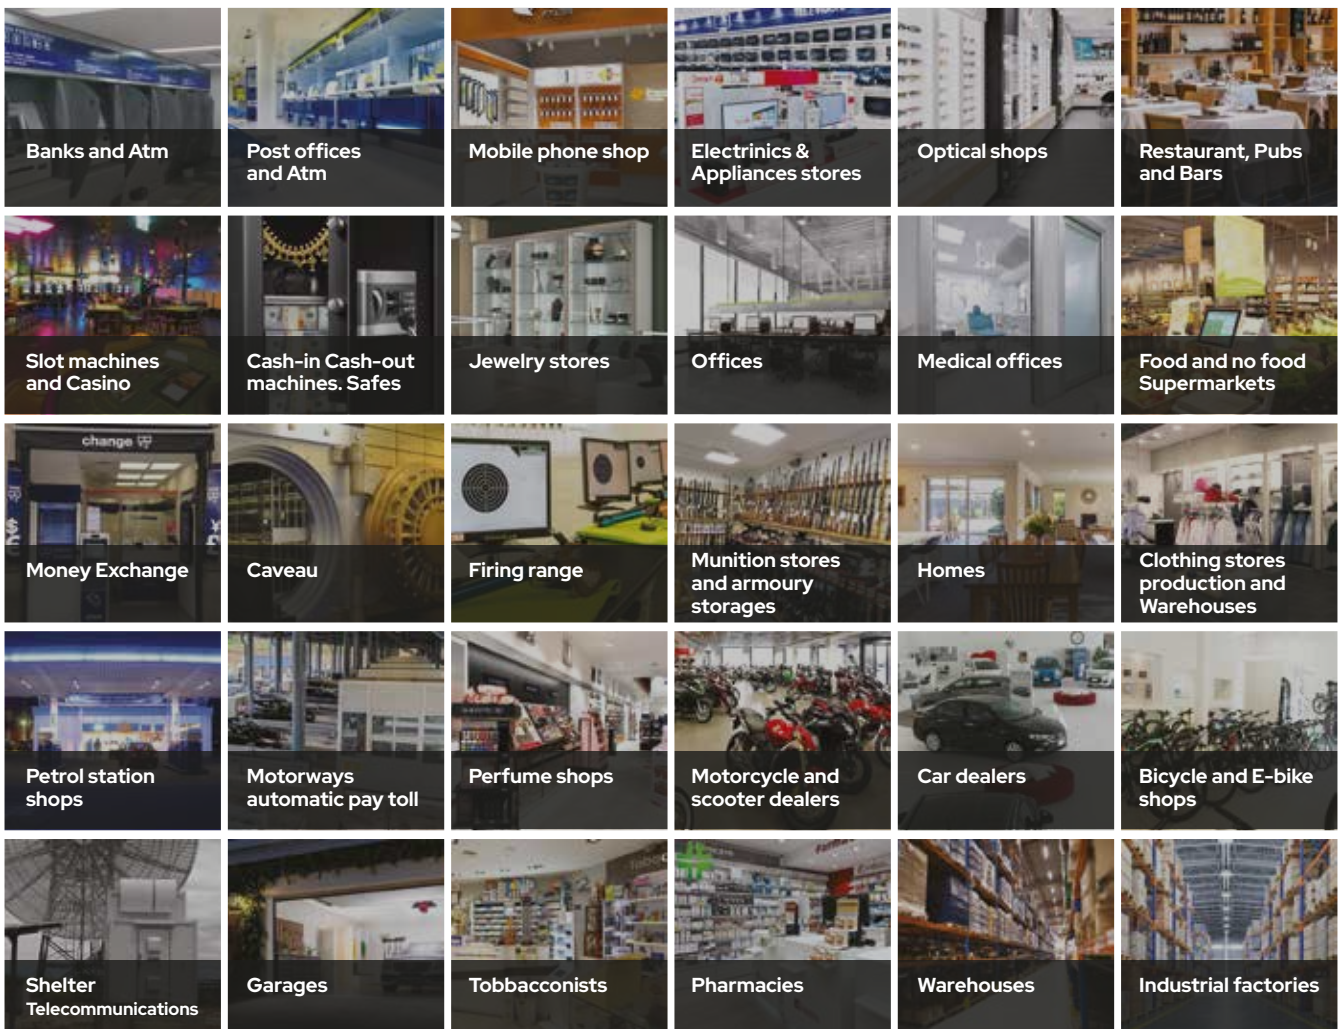 Banks and Atm
Post offices
and Atm
Mobile phone shop
Electrinics &
Appliances stores
Optical shops
Restaurant, Pubs
and Bars
Slot machines
and Casino
Cash-in Cash-out
machines. Safes
Jewelry stores
Offices
Medical offices
Food and no food
Supermarkets
change
Money Exchange
Caveau
Firing range
Munition stores
and armoury
storages
Homes
Clothing stores
production and
Warehouses
Petrol station
shops
Motorways
automatic pay toll
Perfume shops
Motorcycle and
scooter dealers
Car dealers
Bicycle and E-bike
shops
Shelter
Telecommunications
Garages
Tobbacconists
Pharmacies
Warehouses
Industrial factories